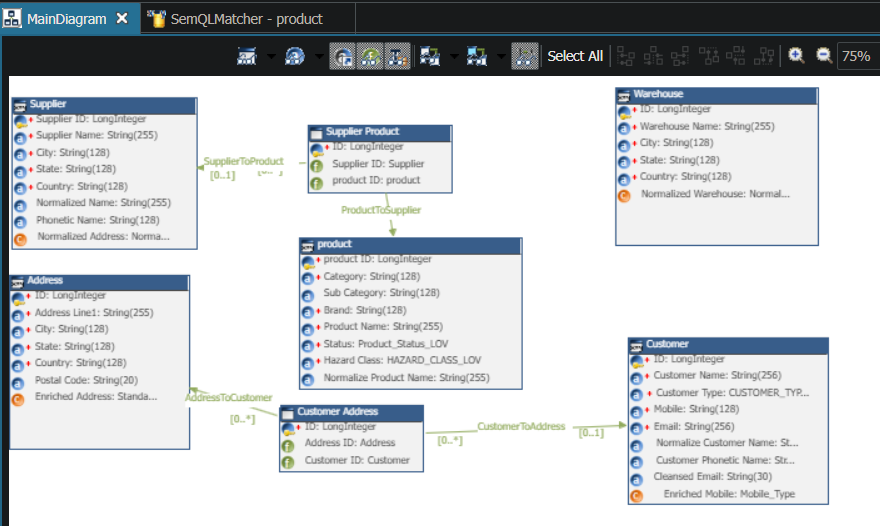 MainDiagram
SemQLMatcher - product
Select All
75%
Supplier
Supplier ID: LongInteger
Supplier Name: String(255)
City: String(128)
State: String(128)
Country: String(128)
Normalized Name: String(255)
Phonetic Name: String(128)
Normalized Address: Norma...
SupplierToProduct
[0..1]
Supplier Product
ID: LongInteger
Supplier ID: Supplier
product ID: product
ProductToSupplier
Warehouse
ID: LongInteger
Warehouse Name: String(255)
City: String(128)
State: String(128)
Country: String(128)
Normalized Warehouse: Normal...
product
product ID: LongInteger
Category: String(128)
Sub Category: String(128)
Brand: String(128)
Product Name: String(255)
Status: Product_Status_LOV
Hazard Class: HAZARD_CLASS_LOV
Normalize Product Name: String(255)
Address
ID: LongInteger
Address Line1: String(255)
City: String(128)
State: String(128)
Country: String(128)
Postal Code: String(20)
Enriched Address: Standa...
AddressToCustomer
[0..*]
Customer Address
ID: LongInteger
Address ID: Address
Customer ID: Customer
CustomerToAddress
[0..*]
[0..1]
Customer
ID: LongInteger
Customer Name: String(256)
Customer Type: CUSTOMER_TYP...
Mobile: String(128)
Email: String(256)
Normalize Customer Name: St...
Customer Phonetic Name: Str...
Cleansed Email: String(30)
Enriched Mobile: Mobile_Type